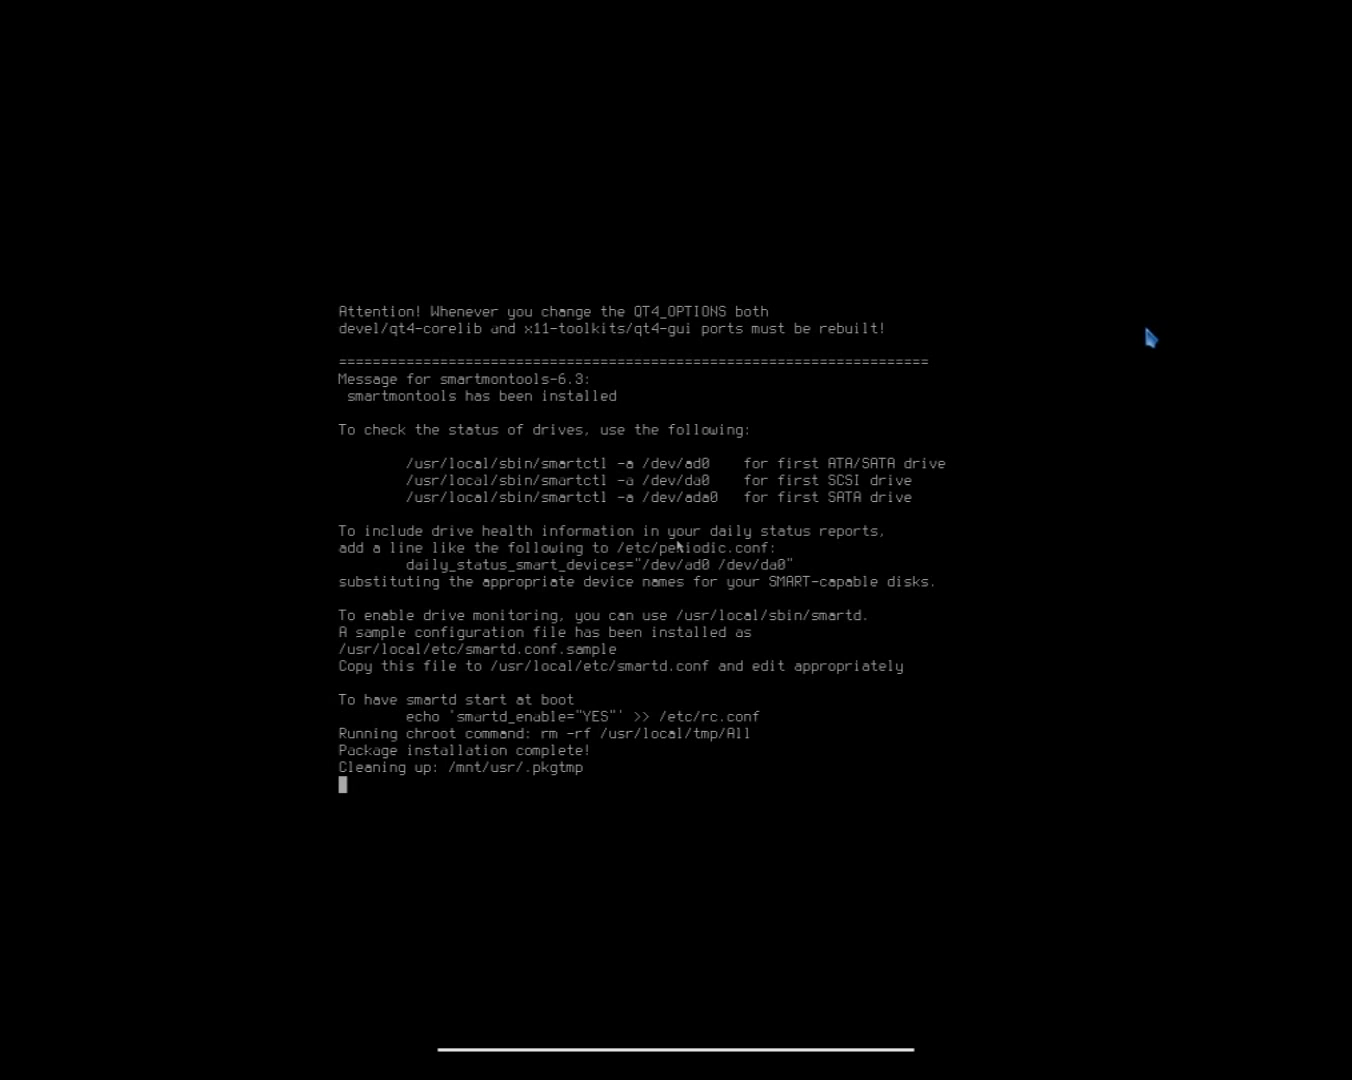 Attention! Whenever you change the QT4_OPTIONS both
devel/qt4-corelib and x11-toolkits/qt4-gui ports must be rebuilt!
======================================================================
Message for smartmontools-6.3:
smartmontools has been installed
To check the status of drives, use the following:
/usr/local/sbin/smartctl -a /dev/ad0    for first ATA/SATA drive
/usr/local/sbin/smartctl -a /dev/da0    for first SCSI drive
/usr/local/sbin/smartctl -a /dev/ada0   for first SATA drive
To include drive health information in your daily status reports,
add a line like the following to /etc/periodic.conf:
daily_status_smart_devices="/dev/ad0 /dev/da0"
substituting the appropriate device names for your SMART-capable disks.
To enable drive monitoring, you can use /usr/local/sbin/smartd.
A sample configuration file has been installed as
/usr/local/etc/smartd.conf.sample
Copy this file to /usr/local/etc/smartd.conf and edit appropriately
To have smartd start at boot
echo 'smartd_enable="YES"' >> /etc/rc.conf
Running chroot command: rm -rf /usr/local/tmp/All
Package installation complete!
Cleaning up: /mnt/usr/.pkgtmp